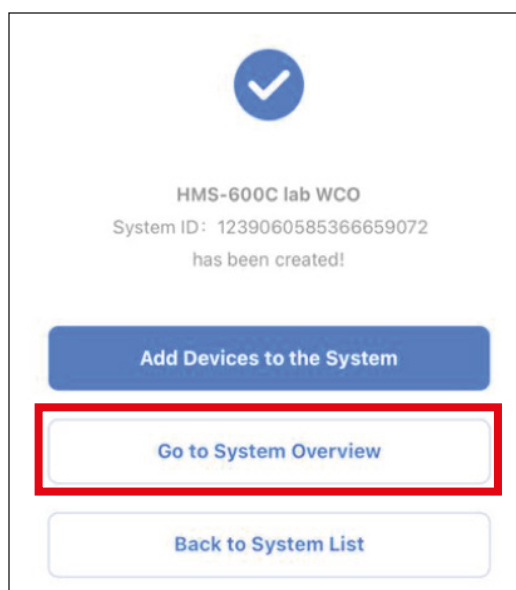 HMS-600C lab WCO
System ID: 1239060585366659072
has been created!
Add Devices to the System
Go to System Overview
Back to System List